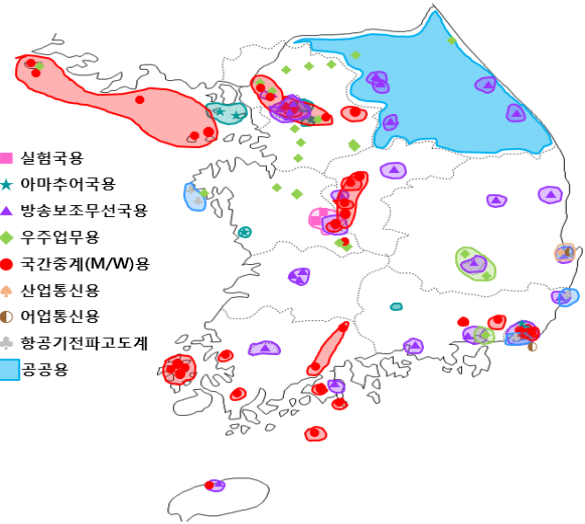 실험국용
아마추어국용
방송보조무선국용
우주업무용
국간중계(M/W)용
산업통신용
어업통신용
항공기전파고도계
공공용